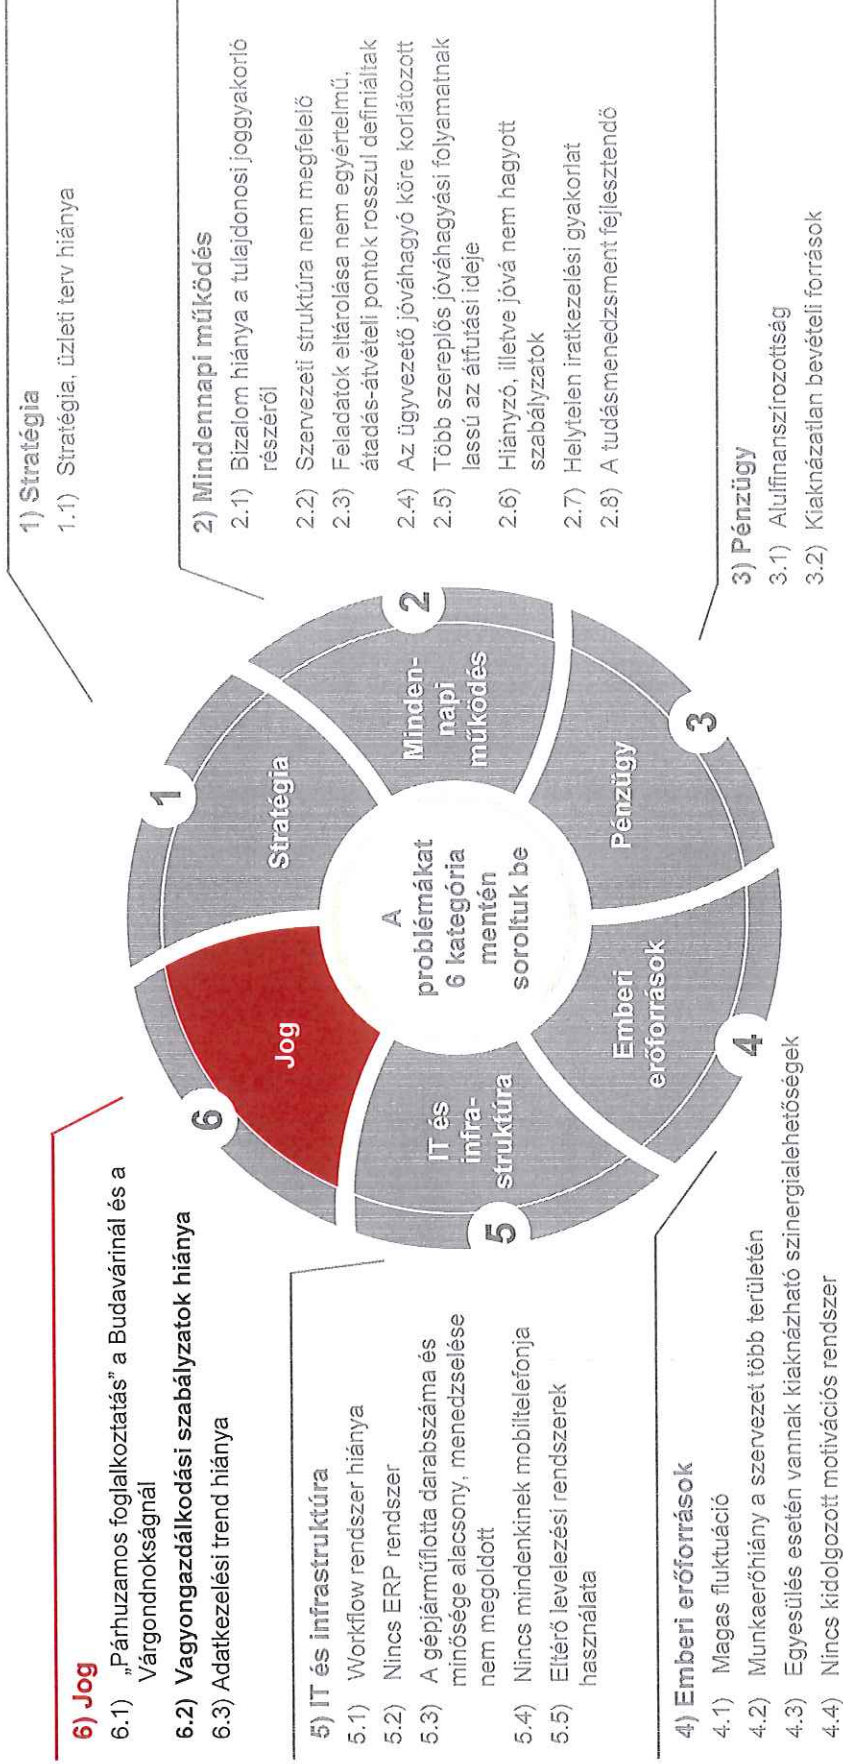 6) Jog
6.1) „Párhuzamos foglalkoztatás” a Budavárinál és a
Várgondnokságnál
6.2) Vagyongazdálkodási szabályzatok hiánya
6.3) Adatkezelési trend hiánya
5) IT és infrastruktúra
5.1) Workflow rendszer hiánya
5.2) Nincs ERP rendszer
5.3) A gépjárműflotta darabszáma és
minősége alacsony, menedzselése
nem megoldott
5.4) Nincs mindenkinek mobiltelefonja
5.5) Eltérő levelezési rendszerek
használata
4) Emberi erőforrások
4.1) Magas fluktuáció
4.2) Munkaerőhiány a szervezet több területén
4.3) Egyesülés esetén vannak kiaknázható szinergialehetőségek
4.4) Nincs kidolgozott motivációs rendszer
A
problémákat
6 kategória
mentén
soroltuk be
1
Stratégia
2
Minden-
napi
működés
3
Pénzügy
4
Emberi
erőforrások
5
IT és
infra-
struktúra
6
Jog
1) Stratégia
1.1) Stratégia, üzleti terv hiánya
2) Mindennapi működés
2.1) Bizalom hiánya a tulajdonosi joggyakorló
részéről
2.2) Szervezeti struktúra nem megfelelő
2.3) Feladatok eltárolása nem egyértelmű,
átadás-átvételi pontok rosszul definiáltak
2.4) Az ügyvezető jóváhagyó köre korlátozott
2.5) Több szereplős jóváhagyási folyamatnak
lassú az átfutási ideje
2.6) Hiányzó, illetve jóvá nem hagyott
szabályzatok
2.7) Helytelen iratkezelési gyakorlat
2.8) A tudásmenedzsment fejlesztendő
3) Pénzügy
3.1) Alulfinanszírozottság
3.2) Kiaknázatlan bevételi források